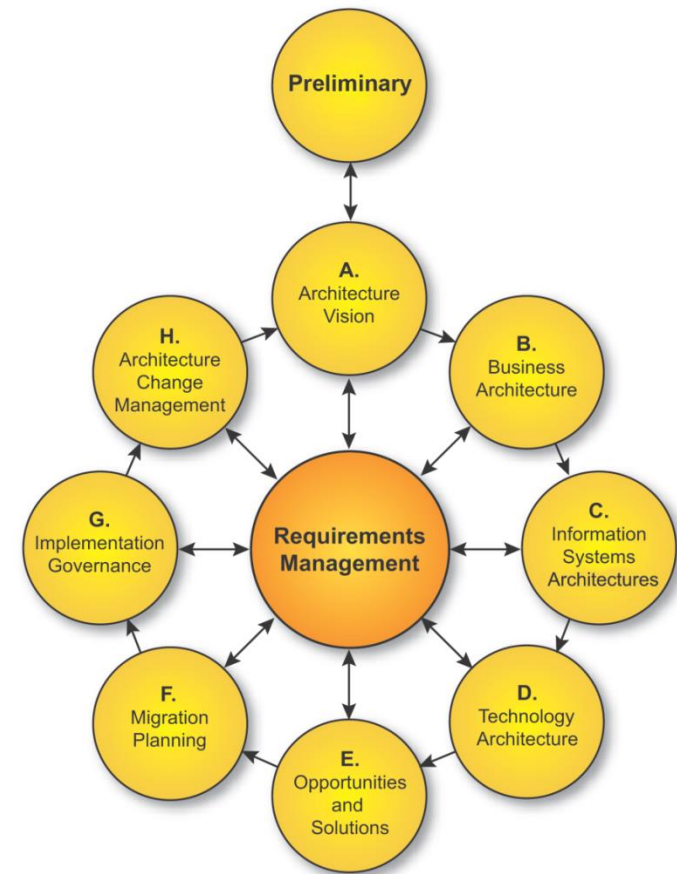 Preliminary
A.
Architecture
Vision
B.
Business
Architecture
C.
Information
Systems
Architectures
D.
Technology
Architecture
E.
Opportunities
and
Solutions
F.
Migration
Planning
G.
Implementation
Governance
H.
Architecture
Change
Management
Requirements
Management